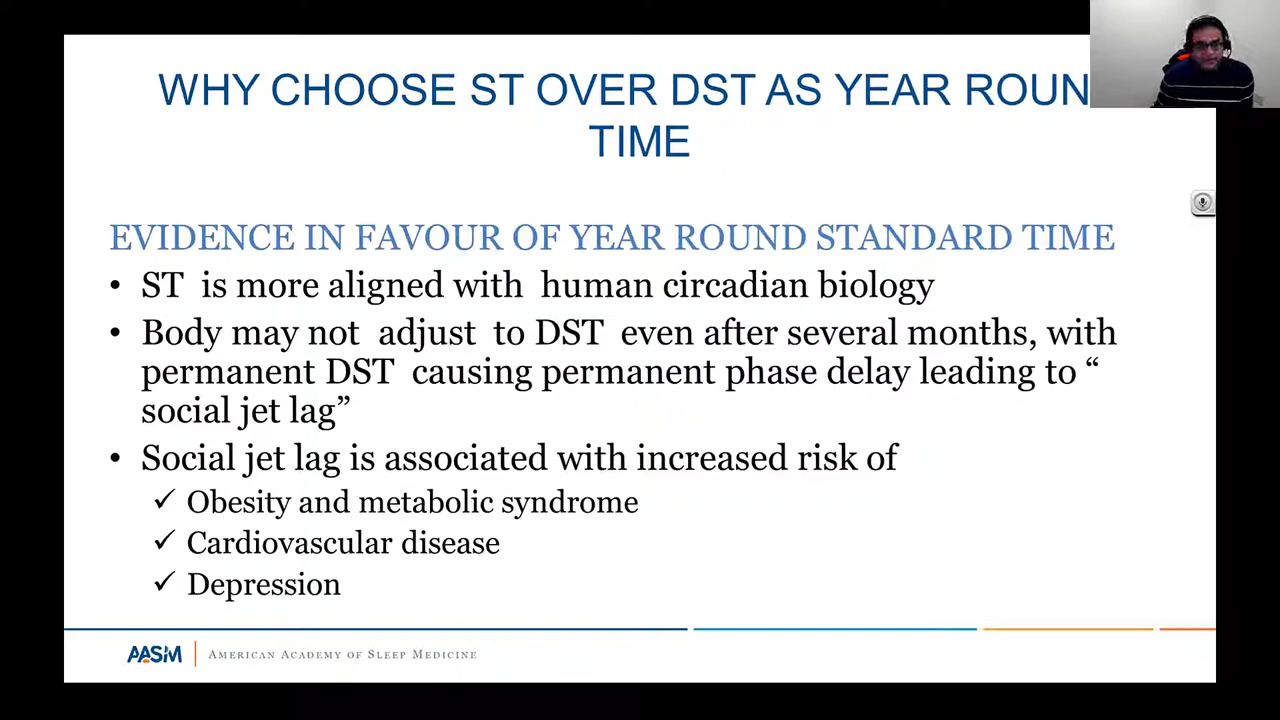 WHY CHOOSE ST OVER DST AS YEAR ROUN
TIME
EVIDENCE IN FAVOUR OF YEAR ROUND STANDARD TIME
• ST is more aligned with human circadian biology
• Body may not adjust to DST even after several months, with
permanent DST causing permanent phase delay leading to “
social jet lag”
• Social jet lag is associated with increased risk of
✓ Obesity and metabolic syndrome
✓ Cardiovascular disease
✓ Depression
AASM | AMERICAN ACADEMY OF SLEEP MEDICINE